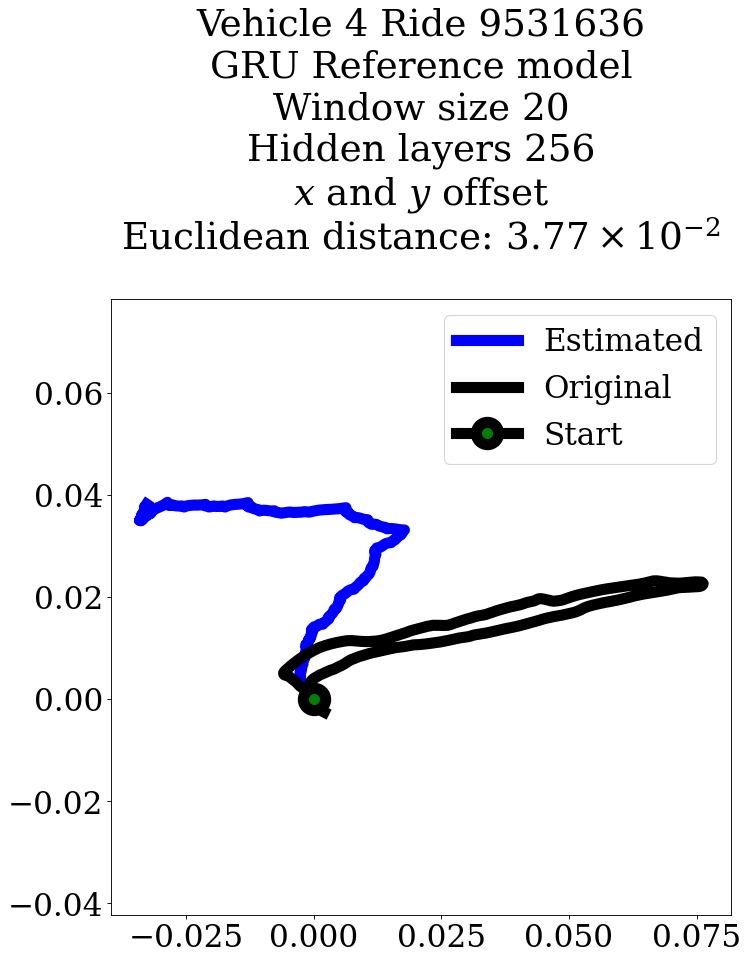 Vehicle 4 Ride 9531636
GRU Reference model
Window size 20
Hidden layers 256
x and y offset
Euclidean distance: 3.77 × 10⁻²
Estimated
Original
Start
0.06
0.04
0.02
0.00
−0.02
−0.04
−0.025 0.000 0.025 0.050 0.075